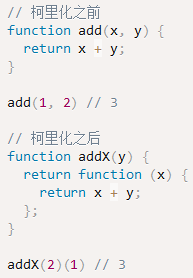 // 柯里化之前
function add(x, y) {
  return x + y;
}

add(1, 2) // 3

// 柯里化之后
function addX(y) {
  return function (x) {
    return x + y;
  };
}

addX(2)(1) // 3